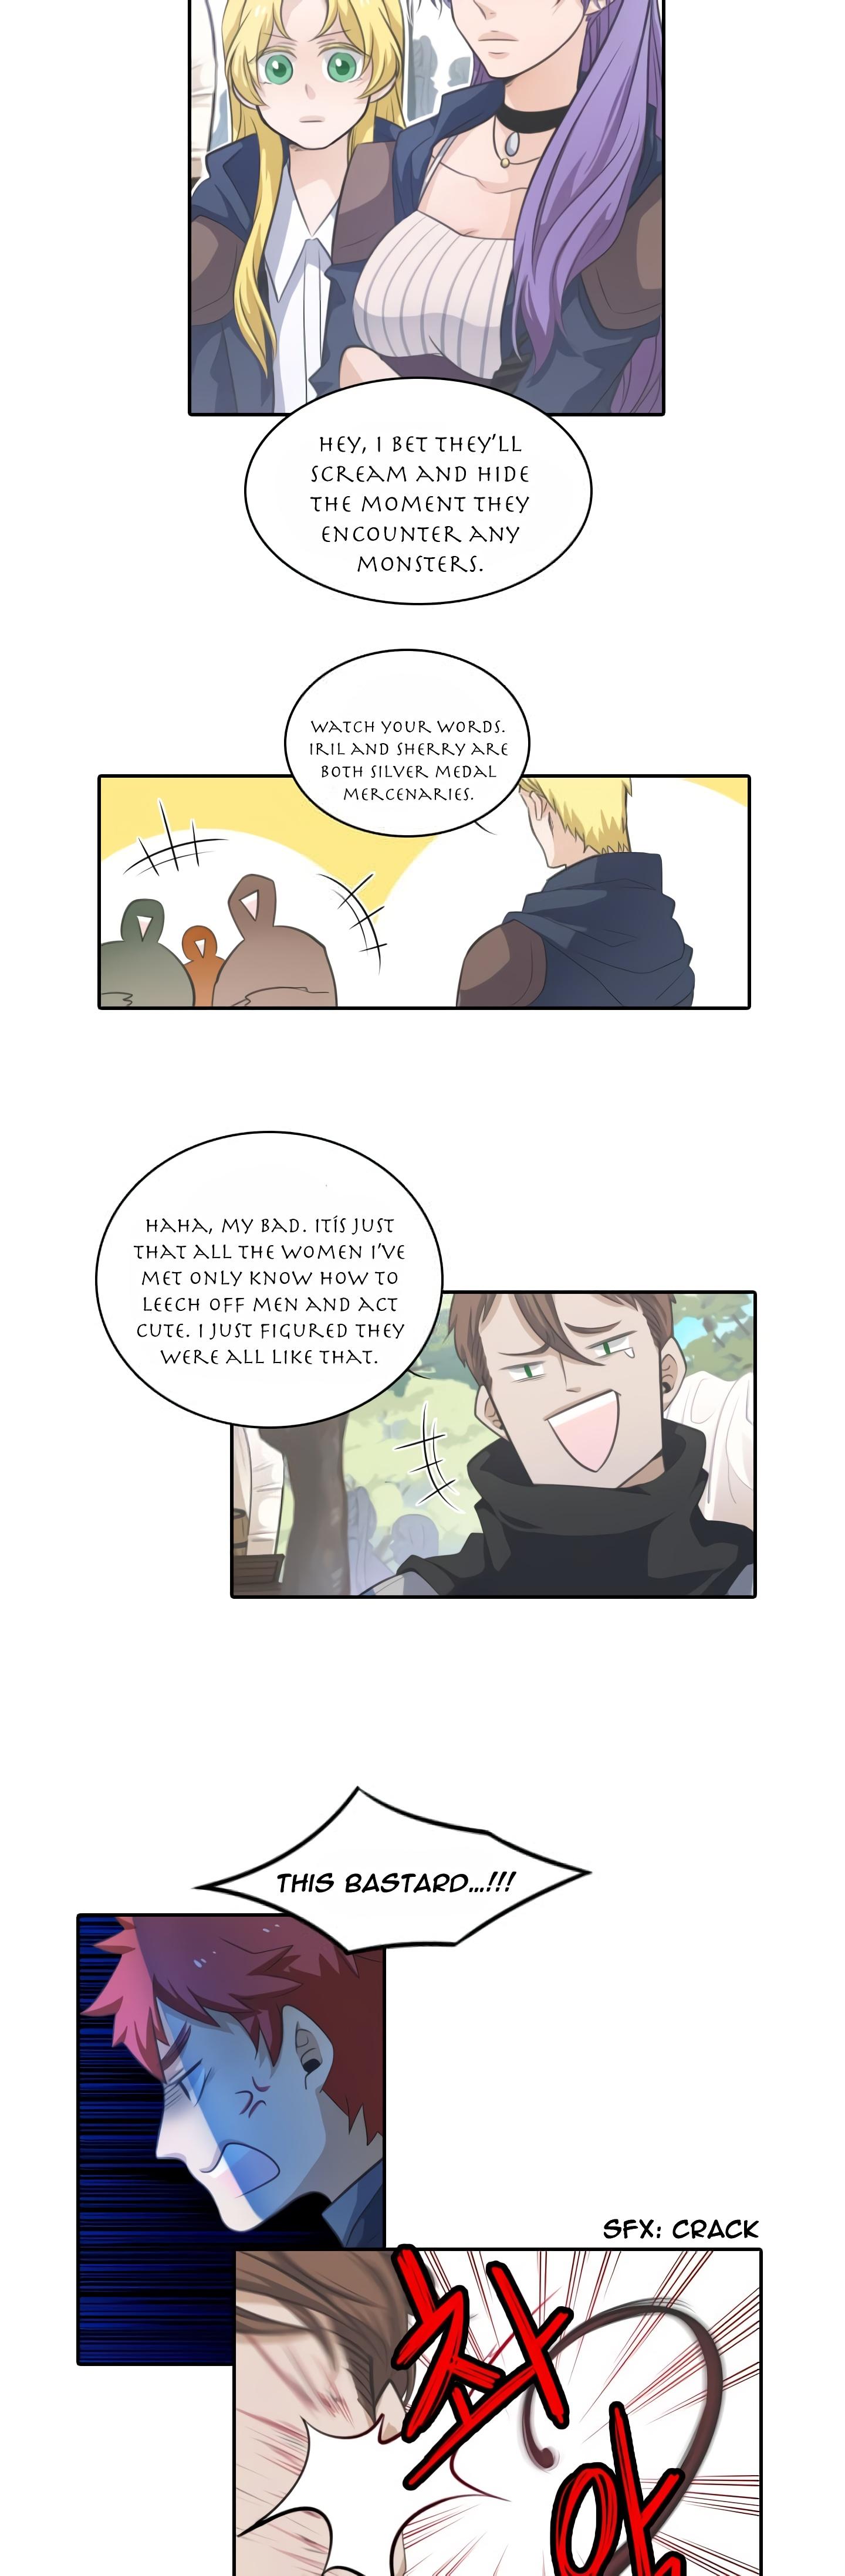 HEY, I BET THEY'LL
SCREAM AND HIDE
THE MOMENT THEY
ENCOUNTER ANY
MONSTERS.
WATCH YOUR WORDS.
IRIL AND SHERRY ARE
BOTH SILVER MEDAL
MERCENARIES.
HAHA, MY BAD. ITÍS JUST
THAT ALL THE WOMEN I'VE
MET ONLY KNOW HOW TO
LEECH OFF MEN AND ACT
CUTE. I JUST FIGURED THEY
WERE ALL LIKE THAT.
THIS BASTARD...!!!
SFX: CRACK